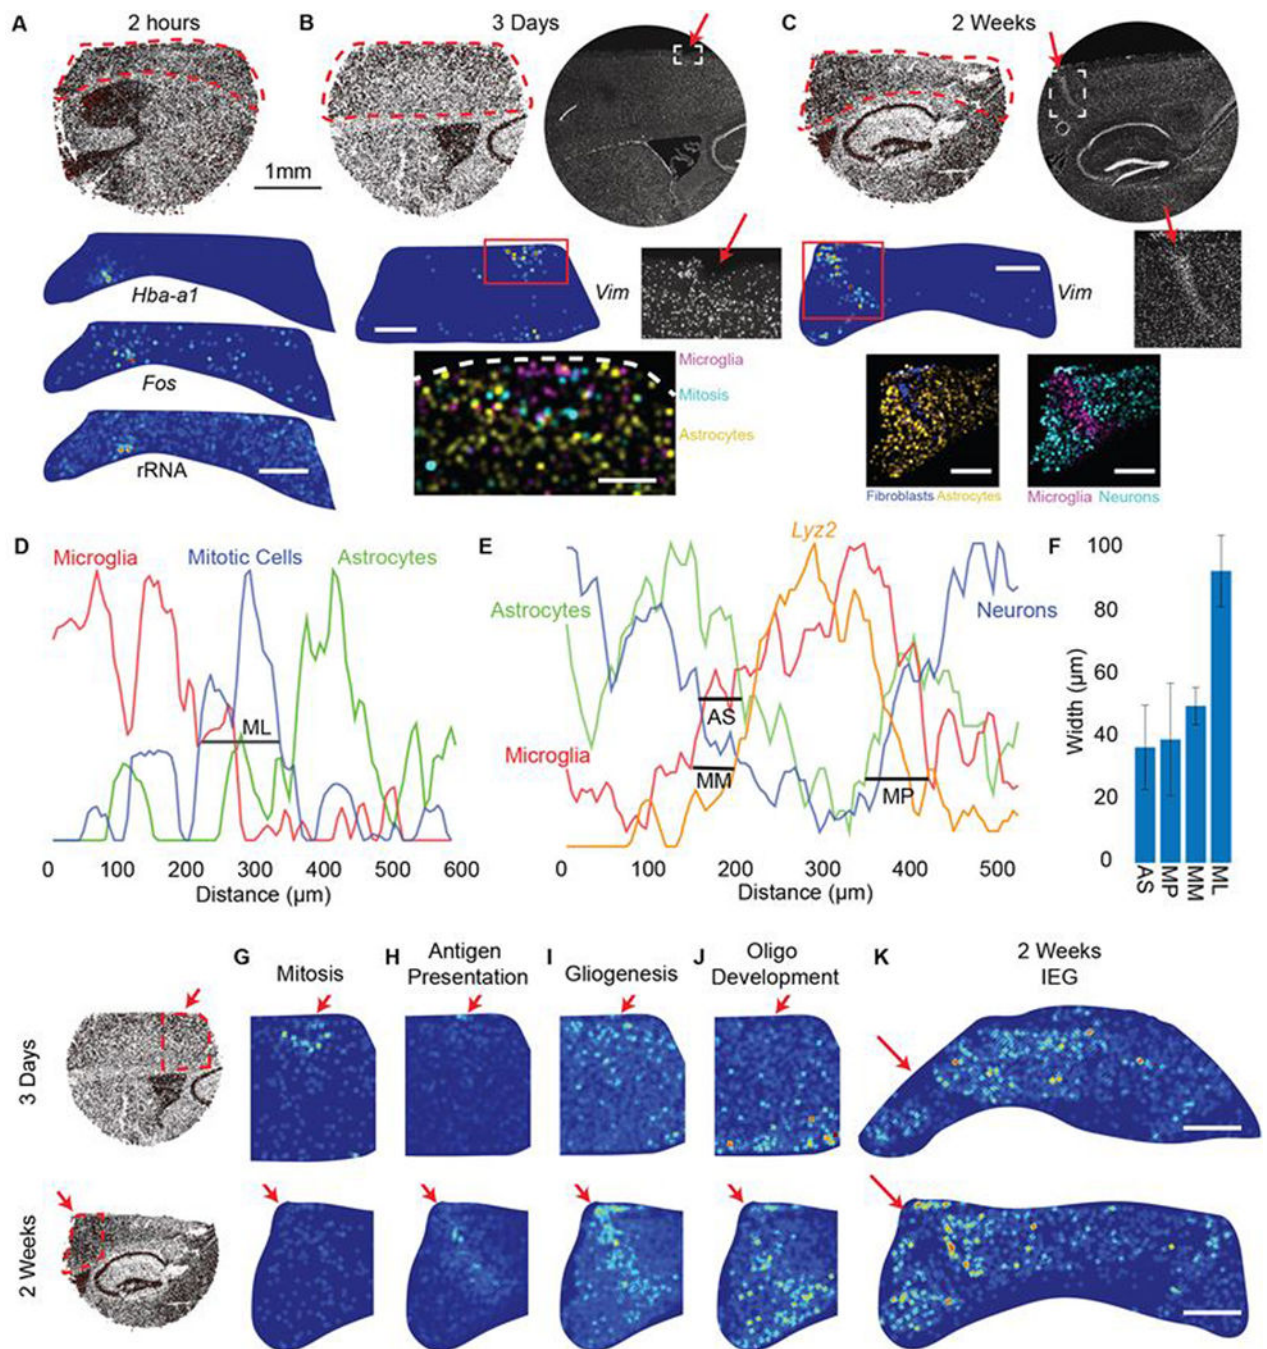 A
2 hours
B
3 Days
C
2 Weeks
1mm
Hba-a1
Fos
rRNA
Vim
Microglia
Mitosis
Astrocytes
Vim
Fibroblasts Astrocytes
Microglia Neurons
D
Microglia
Mitotic Cells
Astrocytes
ML
0 100 200 300 400 500 600
Distance (µm)
E
Lyz2
Astrocytes
Neurons
Microglia
AS
MM
MP
0 100 200 300 400 500
Distance (µm)
F
100
80
60
40
20
0
Width (µm)
AS
MP
MM
ML
3 Days
2 Weeks
G
Mitosis
H
Antigen
Presentation
I
Gliogenesis
J
Oligo
Development
K
2 Weeks
IEG